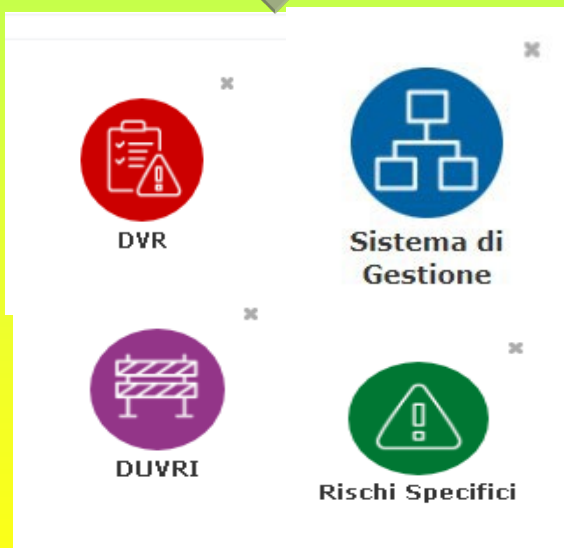 DVR
Sistema di
Gestione
DUVRI
Rischi Specifici